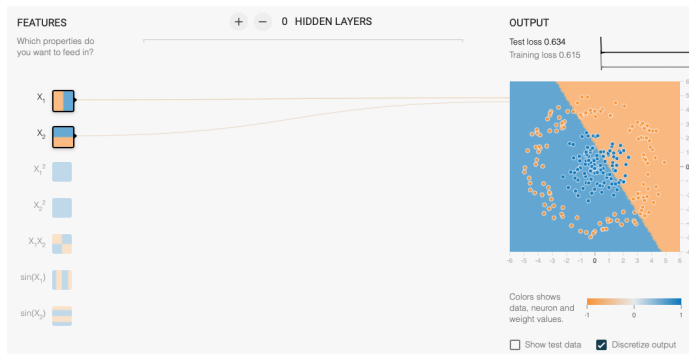 FEATURES
Which properties do
you want to feed in?
+ − 0 HIDDEN LAYERS
OUTPUT
Test loss 0.634
Training loss 0.615
X₁
X₂
X₁²
X₂²
X₁X₂
sin(X₁)
sin(X₂)
-6 -5 -4 -3 -2 -1 0 1 2 3 4 5 6
Colors shows
data, neuron and
weight values.
-1 0 1
Show test data
Discretize output